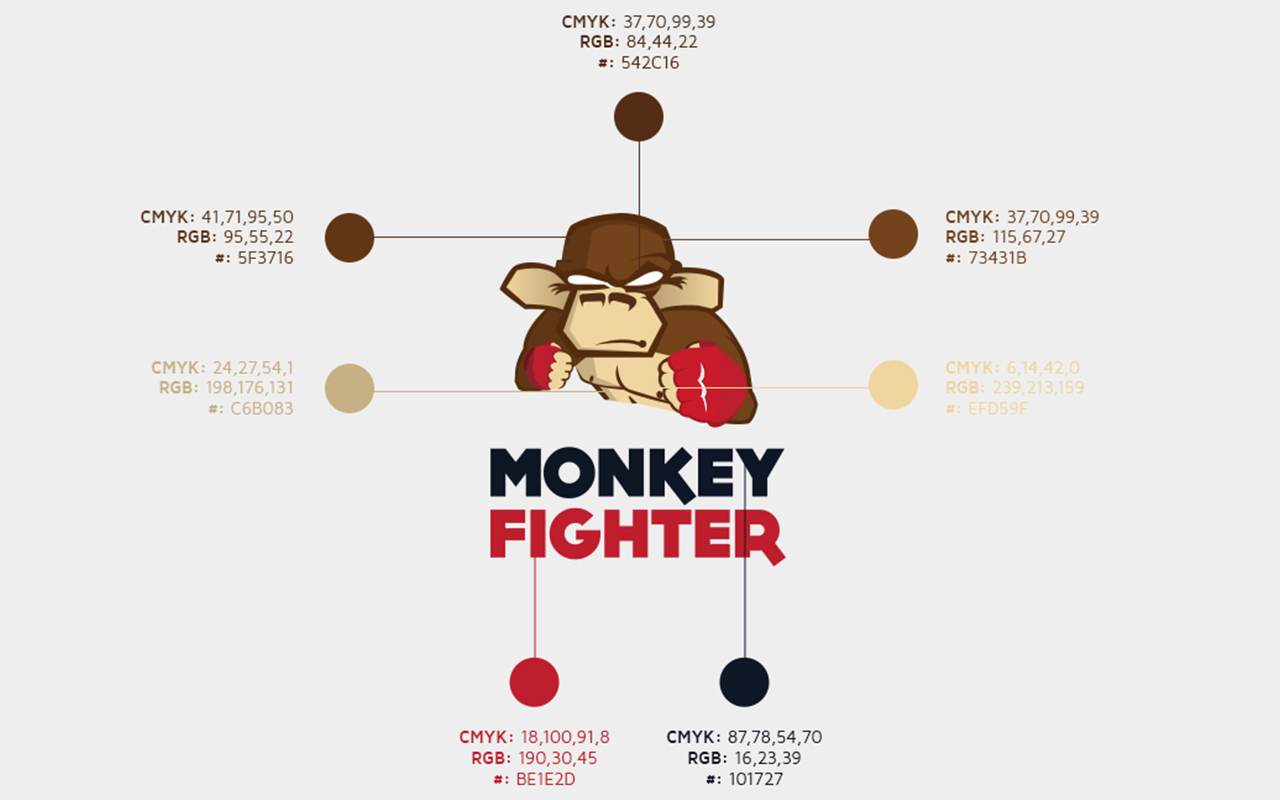 CMYK: 37,70,99,39
RGB: 84,44,22
#: 542C16
CMYK: 41,71,95,50
RGB: 95,55,22
#: 5F3716
CMYK: 37,70,99,39
RGB: 115,67,27
#: 73431B
CMYK: 24,27,54,1
RGB: 198,176,131
#: C6B083
CMYK: 6,14,42,0
RGB: 239,213,159
#: EFD59F
MONKEY
FIGHTER
CMYK: 18,100,91,8
RGB: 190,30,45
#: BE1E2D
CMYK: 87,78,54,70
RGB: 16,23,39
#: 101727